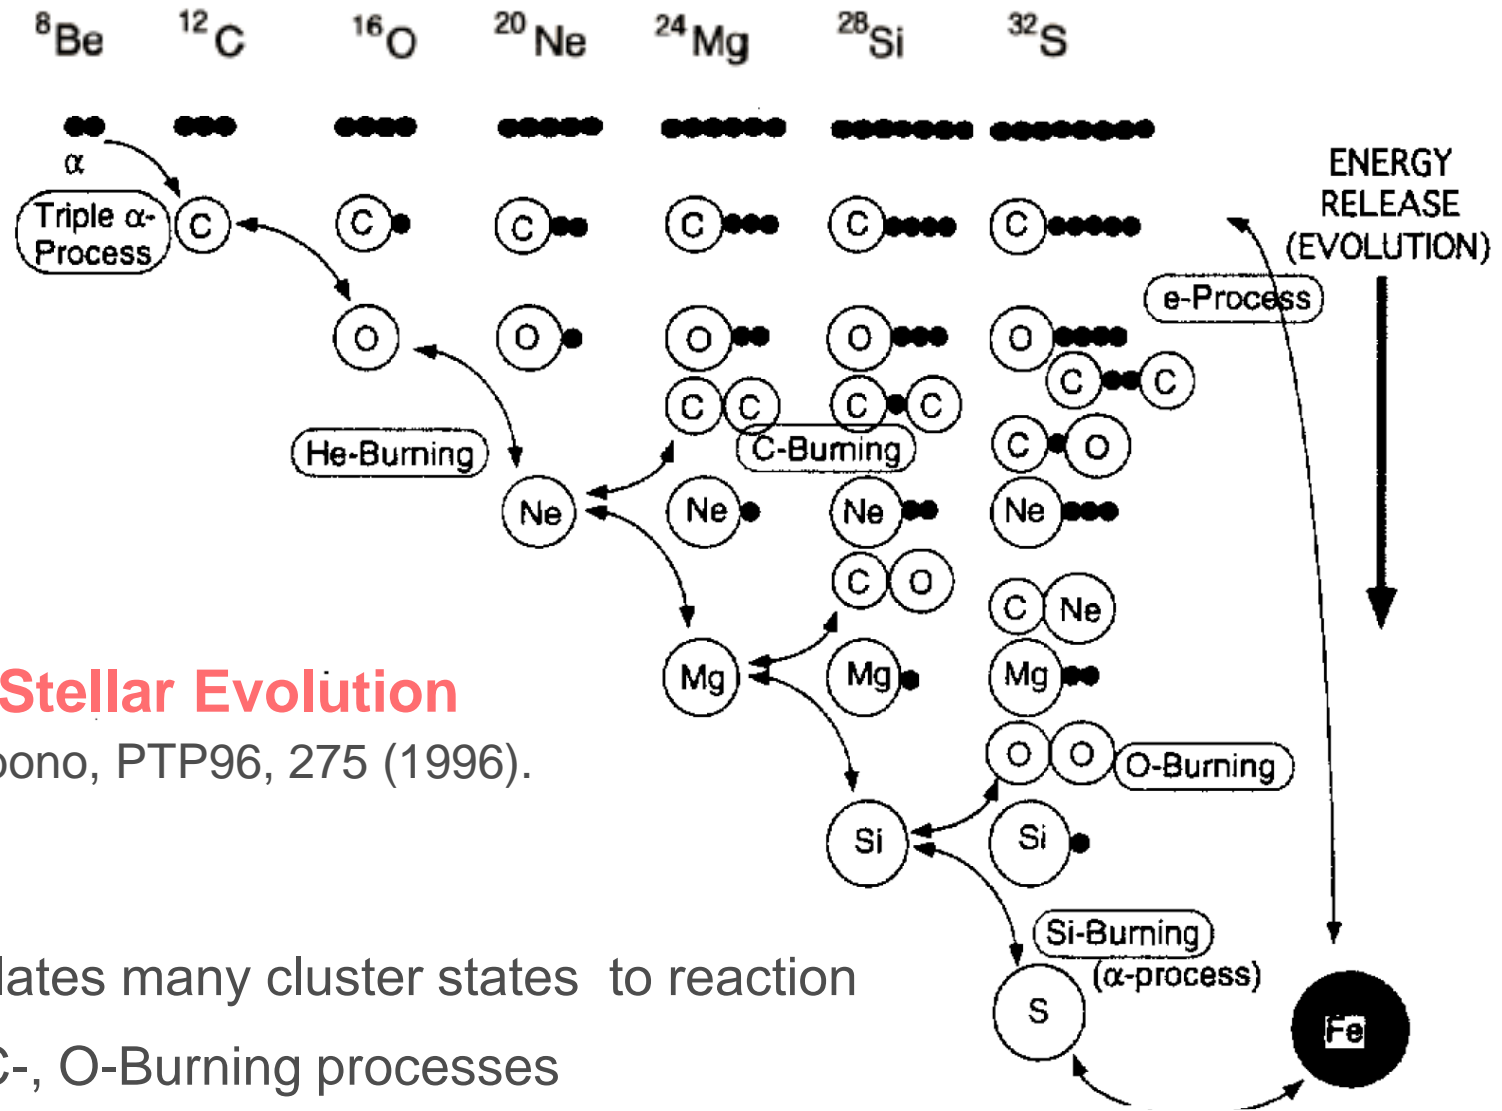 ⁸Be ¹²C ¹⁶O ²⁰Ne ²⁴Mg ²⁸Si ³²S
α
ENERGY
RELEASE
(EVOLUTION)
Triple α-
Process
C
C
C
C
C
C
e-Process
O
O
O
O
O
C C
C C
C C
He-Burning
C-Burning
C O
Ne
Ne
Ne
Ne
C O
C Ne
Mg
Mg
Mg
Stellar Evolution
ono, PTP96, 275 (1996).
O O
O-Burning
Si
Si
Si-Burning
(α-process)
lates many cluster states to reaction
S
Fe
C-, O-Burning processes